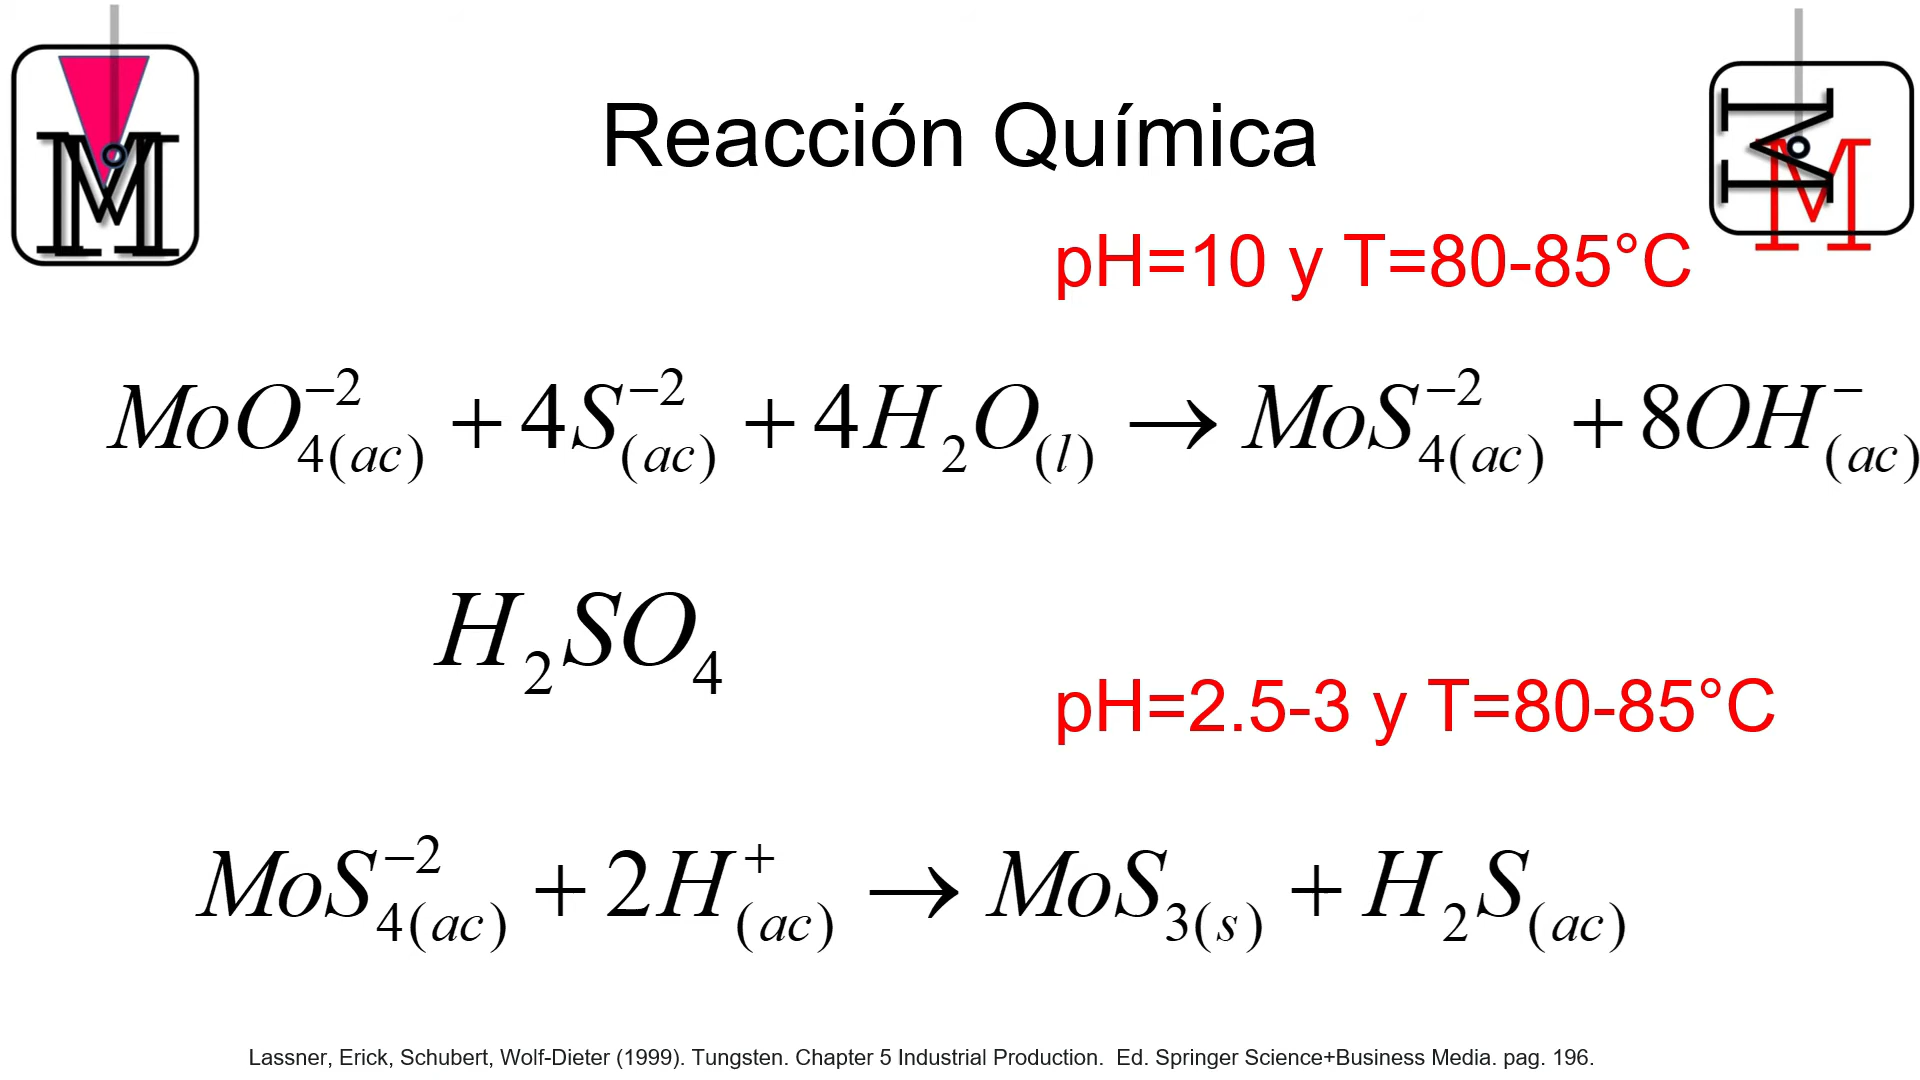 Reacción Química
pH=10 y T=80-85°C
MoO₄₍ac₎⁻² + 4S₍ac₎⁻² + 4H₂O₍l₎ → MoS₄₍ac₎⁻² + 8OH₍ac₎⁻
H₂SO₄
pH=2.5-3 y T=80-85°C
MoS₄₍ac₎⁻² + 2H₍ac₎⁺ → MoS₃₍s₎ + H₂S₍ac₎
Lassner, Erick, Schubert, Wolf-Dieter (1999). Tungsten. Chapter 5 Industrial Production. Ed. Springer Science+Business Media. pag. 196.